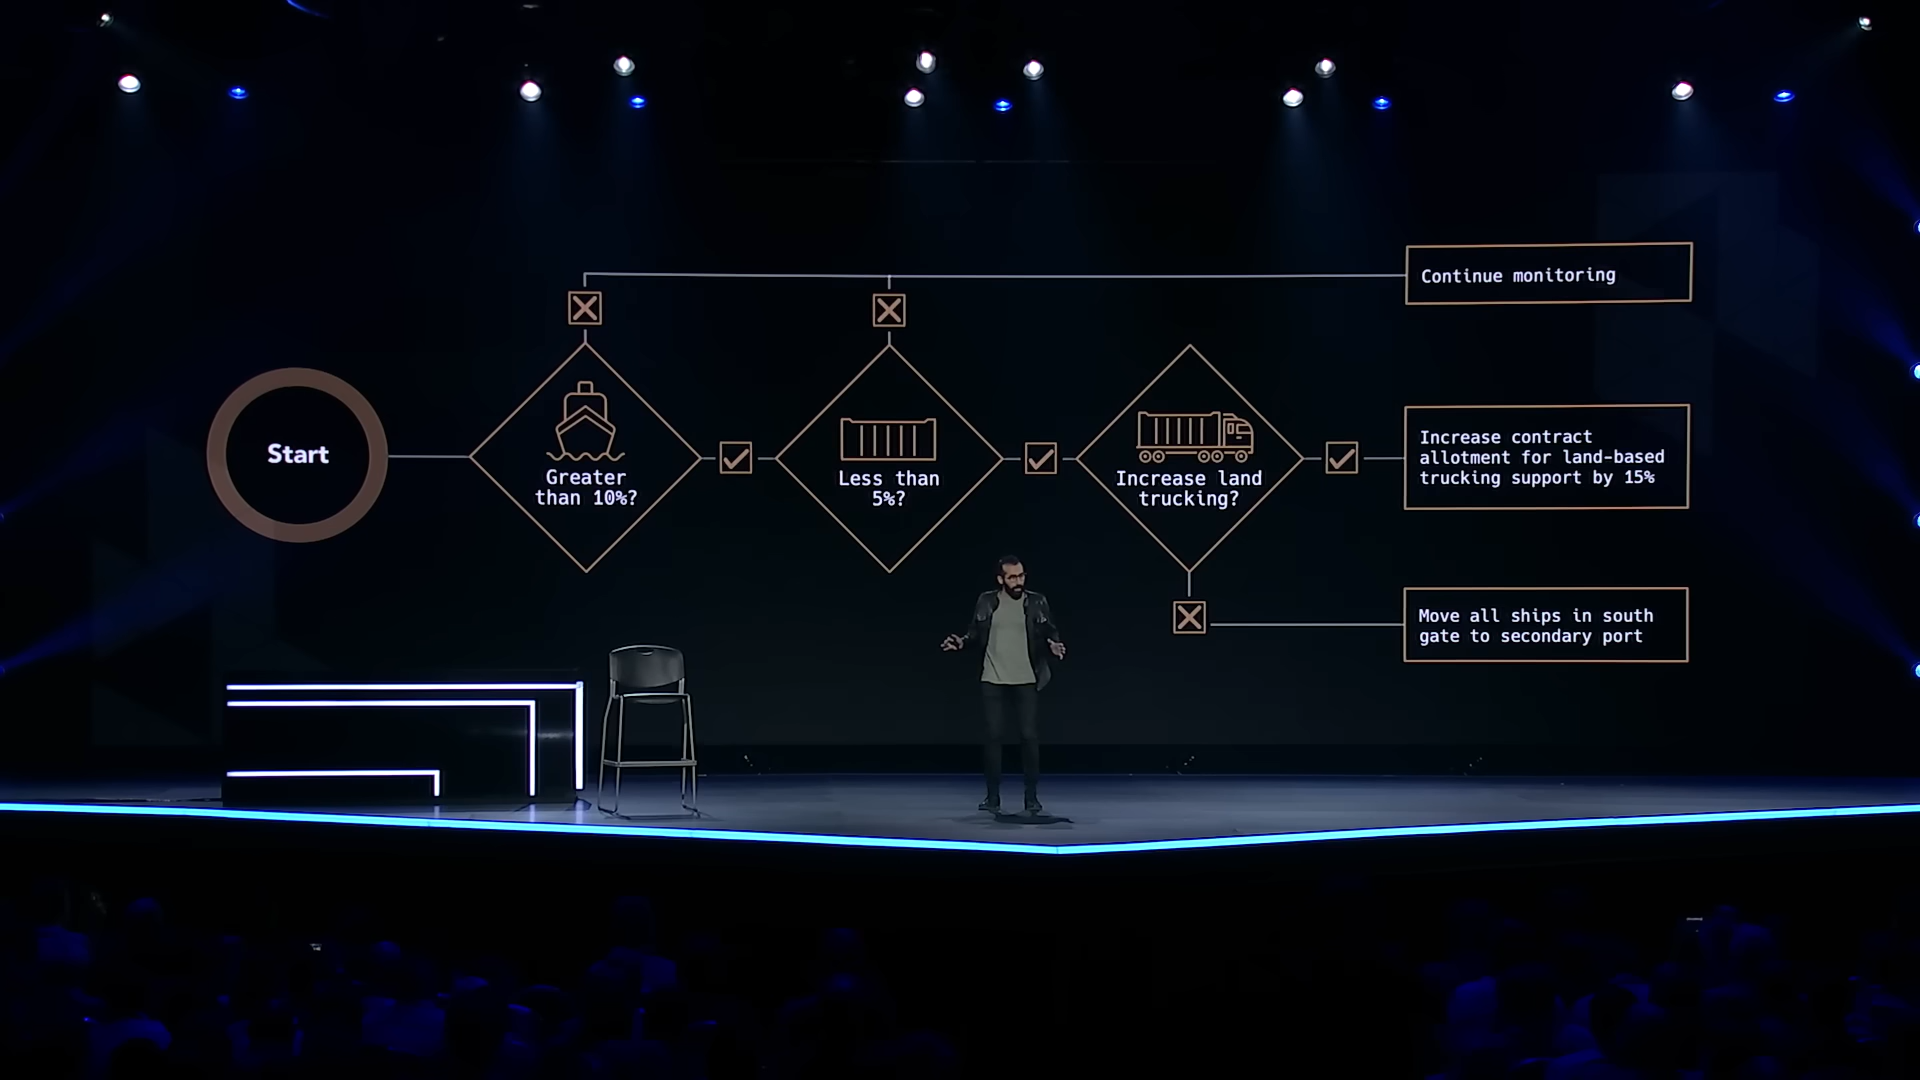 Start
Greater
than 10%?
Less than
5%?
Increase land
trucking?
Continue monitoring
Increase contract
allotment for land-based
trucking support by 15%
Move all ships in south
gate to secondary port